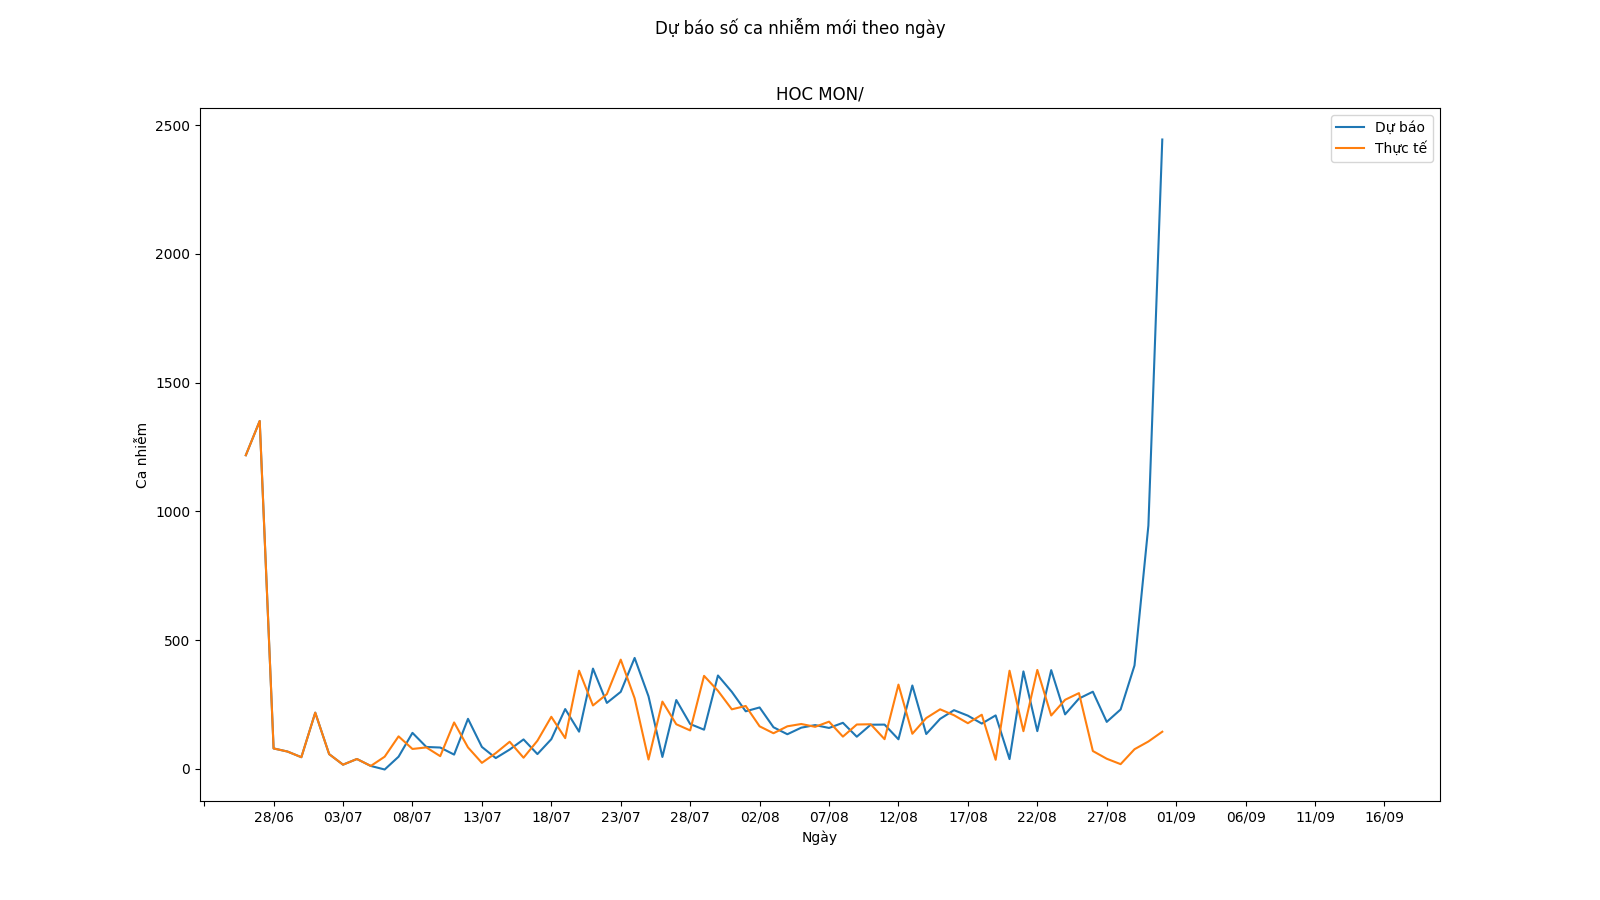 Dự báo số ca nhiễm mới theo ngày
HOC MON/
Dự báo
Thực tế
2500
2000
1500
1000
500
0
Ca nhiễm
28/06 03/07 08/07 13/07 18/07 23/07 28/07 02/08 07/08 12/08 17/08 22/08 27/08 01/09 06/09 11/09 16/09
Ngày